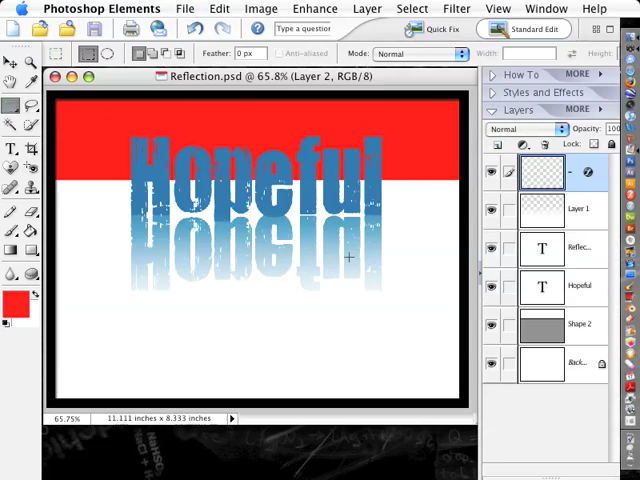 Photoshop Elements File Edit Image Enhance Layer Select Filter View Window Help
Type a question Quick Fix Standard Edit
Feather: 0 px Anti-aliased Mode: Normal Width: Height:
Reflection.psd @ 65.8% (Layer 2, RGB/8)
How To MORE
Styles and Effects MORE
Layers MORE
Normal Opacity: 100
Lock:
Layer 1
T Reflec...
T Hopeful
Shape 2
Back...
Hopeful
Hopeful
65.75% 11.111 inches x 8.333 inches